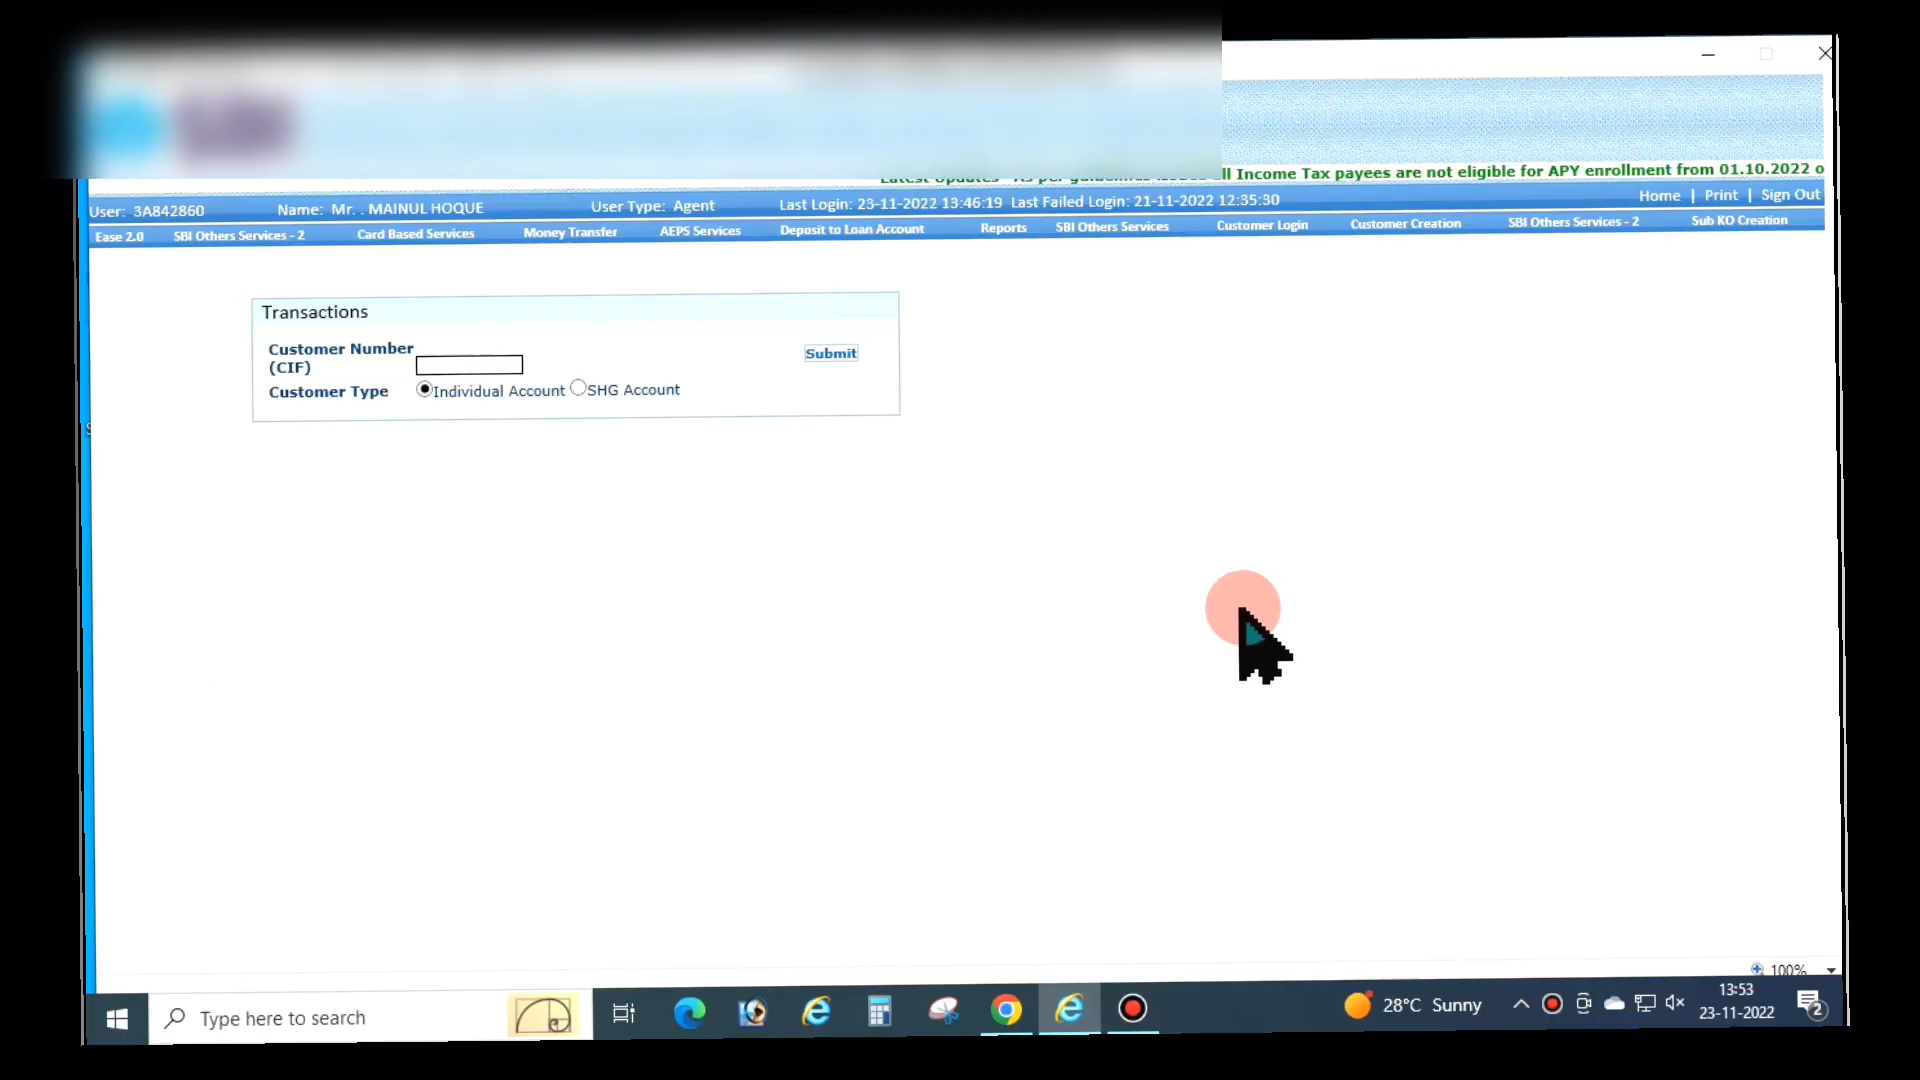 ll Income Tax payees are not eligible for APY enrollment from 01.10.2022 o
User: 3A842860 Name: Mr. . MAINUL HOQUE User Type: Agent Last Login: 23-11-2022 13:46:19 Last Failed Login: 21-11-2022 12:35:30 Home | Print | Sign Out
Ease 2.0 SBI Others Services - 2 Card Based Services Money Transfer AEPS Services Deposit to Loan Account Reports SBI Others Services Customer Login Customer Creation SBI Others Services - 2 Sub KO Creation
Transactions
Customer Number
(CIF)
Submit
Customer Type Individual Account SHG Account
100%
Type here to search
28°C Sunny
13:53
23-11-2022
2